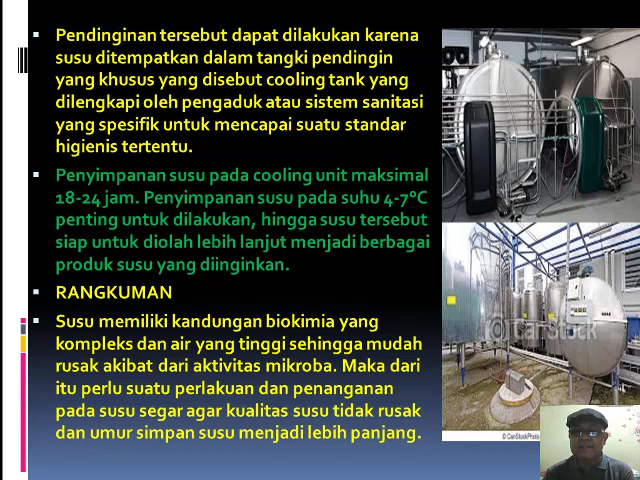 Pendinginan tersebut dapat dilakukan karena
susu ditempatkan dalam tangki pendingin
yang khusus yang disebut cooling tank yang
dilengkapi oleh pengaduk atau sistem sanitasi
yang spesifik untuk mencapai suatu standar
higienis tertentu.
Penyimpanan susu pada cooling unit maksimal
18-24 jam. Penyimpanan susu pada suhu 4-7°C
penting untuk dilakukan, hingga susu tersebut
siap untuk diolah lebih lanjut menjadi berbagai
produk susu yang diinginkan.
RANGKUMAN
Susu memiliki kandungan biokimia yang
kompleks dan air yang tinggi sehingga mudah
rusak akibat dari aktivitas mikroba. Maka dari
itu perlu suatu perlakuan dan penanganan
pada susu segar agar kualitas susu tidak rusak
dan umur simpan susu menjadi lebih panjang.
© CanStock
© CanStockPhoto